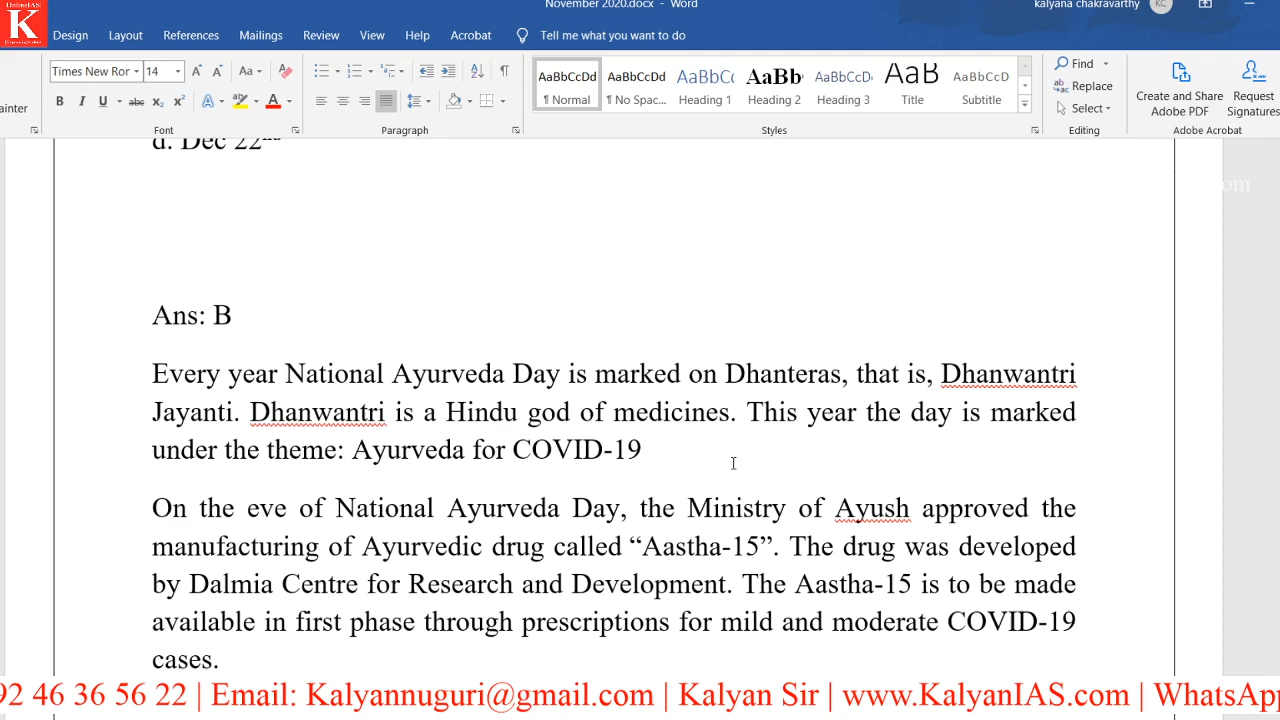 November 2020.docx - Word
kalyana chakravarthy
KC
K
Design Layout References Mailings Review View Help Acrobat Tell me what you want to do
Times New Ror 14
Aa
AaBbCcDd AaBbCcDd AaBbCc AaBb AaBbCcD AaB AaBbCcD
¶ Normal ¶ No Spac... Heading 1 Heading 2 Heading 3 Title Subtitle
Find
Replace
Select
Create and Share Adobe PDF
Request Signatures
ainter
Font Paragraph Styles Editing Adobe Acrobat
d. Dec 22nd
om
Ans: B
Every year National Ayurveda Day is marked on Dhanteras, that is, Dhanwantri
Jayanti. Dhanwantri is a Hindu god of medicines. This year the day is marked
under the theme: Ayurveda for COVID-19
On the eve of National Ayurveda Day, the Ministry of Ayush approved the
manufacturing of Ayurvedic drug called “Aastha-15”. The drug was developed
by Dalmia Centre for Research and Development. The Aastha-15 is to be made
available in first phase through prescriptions for mild and moderate COVID-19
cases.
92 46 36 56 22 | Email: Kalyannuguri@gmail.com | Kalyan Sir | www.KalyanIAS.com | WhatsApp